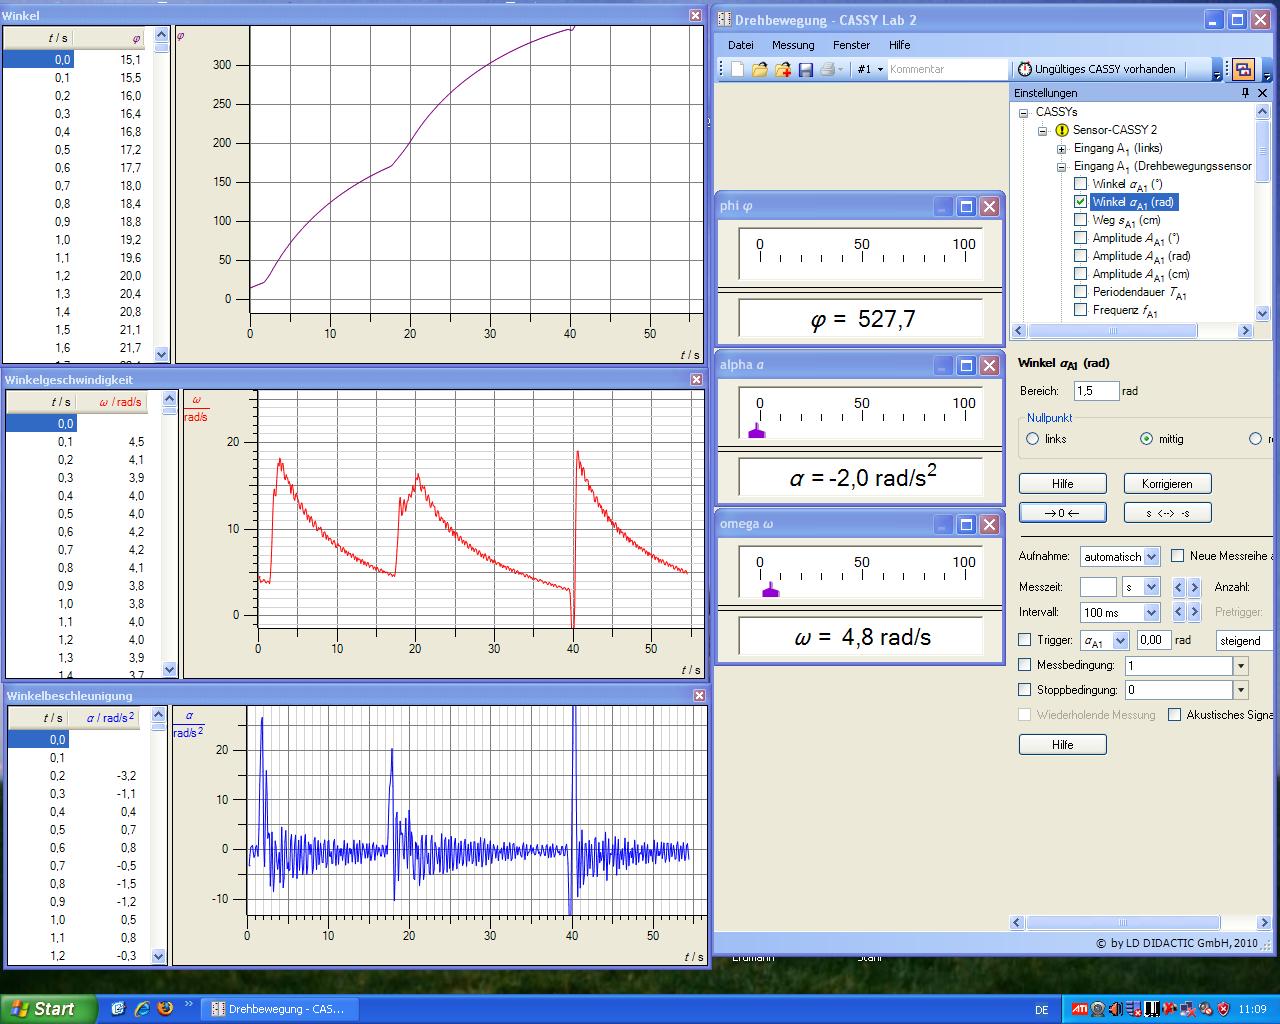 Winkel
t / s φ
0,0 15,1
0,1 15,5
0,2 16,0
0,3 16,4
0,4 16,8
0,5 17,2
0,6 17,7
0,7 18,0
0,8 18,4
0,9 18,8
1,0 19,2
1,1 19,6
1,2 20,0
1,3 20,4
1,4 20,8
1,5 21,1
1,6 21,7
φ
300
250
200
150
100
50
0
0 10 20 30 40 50
t / s
Winkelgeschwindigkeit
t / s ω / rad/s
0,0
0,1 4,5
0,2 4,1
0,3 3,9
0,4 4,0
0,5 4,0
0,6 4,2
0,7 4,2
0,8 4,1
0,9 3,8
1,0 3,8
1,1 4,0
1,2 4,0
1,3 3,9
1,4 3,7
ω
rad/s
20
10
0
0 10 20 30 40 50
t / s
Winkelbeschleunigung
t / s α / rad/s²
0,0
0,1
0,2 -3,2
0,3 -1,1
0,4 0,4
0,5 0,7
0,6 0,8
0,7 -0,5
0,8 -1,5
0,9 -1,2
1,0 0,5
1,1 0,8
1,2 -0,3
α
rad/s²
20
10
0
-10
0 10 20 30 40 50
t / s
Drehbewegung - CASSY Lab 2
Datei Messung Fenster Hilfe
#1 Kommentar Ungültiges CASSY vorhanden
phi φ
0 50 100
φ = 527,7
alpha α
0 50 100
α = -2,0 rad/s²
omega ω
0 50 100
ω = 4,8 rad/s
Einstellungen
CASSYs
Sensor-CASSY 2
Eingang A1 (links)
Eingang A1 (Drehbewegungssensor
Winkel αA1 (°)
Winkel αA1 (rad)
Weg sA1 (cm)
Amplitude AA1 (°)
Amplitude AA1 (rad)
Amplitude AA1 (cm)
Periodendauer TA1
Frequenz fA1
Winkel αA1 (rad)
Bereich: 1,5 rad
Nullpunkt
links mittig
Hilfe Korrigieren
→ 0 ← s <-> -s
Aufnahme: automatisch Neue Messreihe a
Messzeit: s Anzahl:
Intervall: 100 ms Pretrigger:
Trigger: αA1 0,00 rad steigend
Messbedingung: 1
Stoppbedingung: 0
Wiederholende Messung Akustisches Signa
Hilfe
© by LD DIDACTIC GmbH, 2010
Start Drehbewegung - CAS... DE ATI 11:09